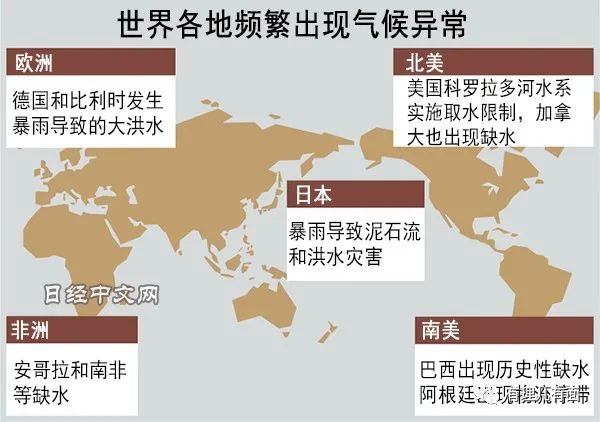 世界各地频繁出现气候异常
欧洲
德国和比利时发生
暴雨导致的大洪水
北美
美国科罗拉多河水系
实施取水限制，加拿
大也出现缺水
日本
暴雨导致泥石流
和洪水灾害
日经中文网
非洲
安哥拉和南非
等缺水
南美
巴西出现历史性缺水
阿根廷出现拉流